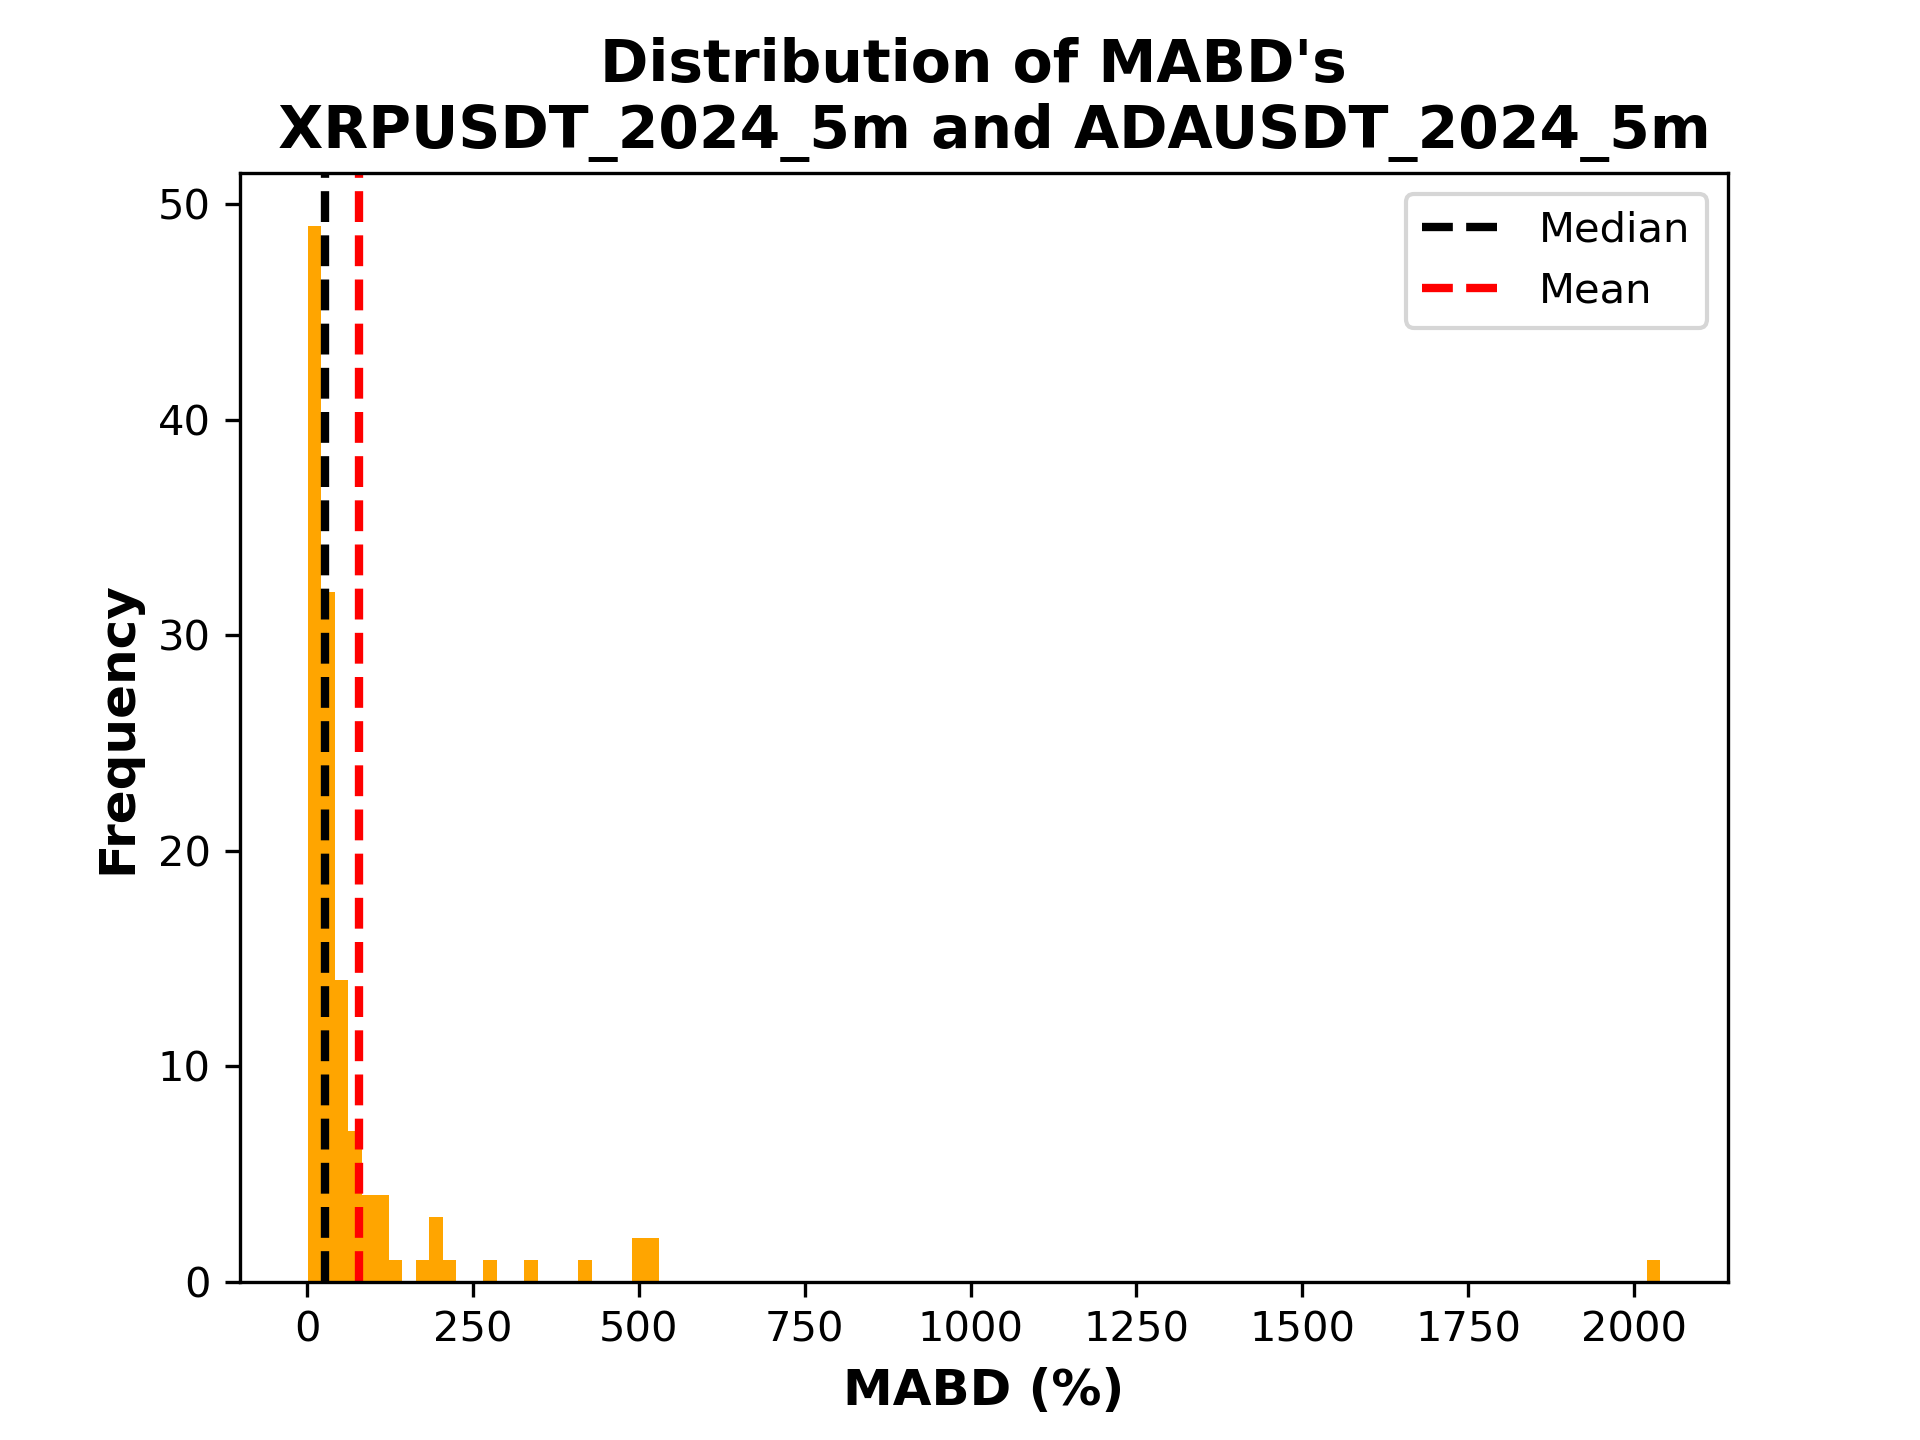 Distribution of MABD's
XRPUSDT_2024_5m and ADAUSDT_2024_5m
Median
Mean
Frequency
50
40
30
20
10
0
0 250 500 750 1000 1250 1500 1750 2000
MABD (%)